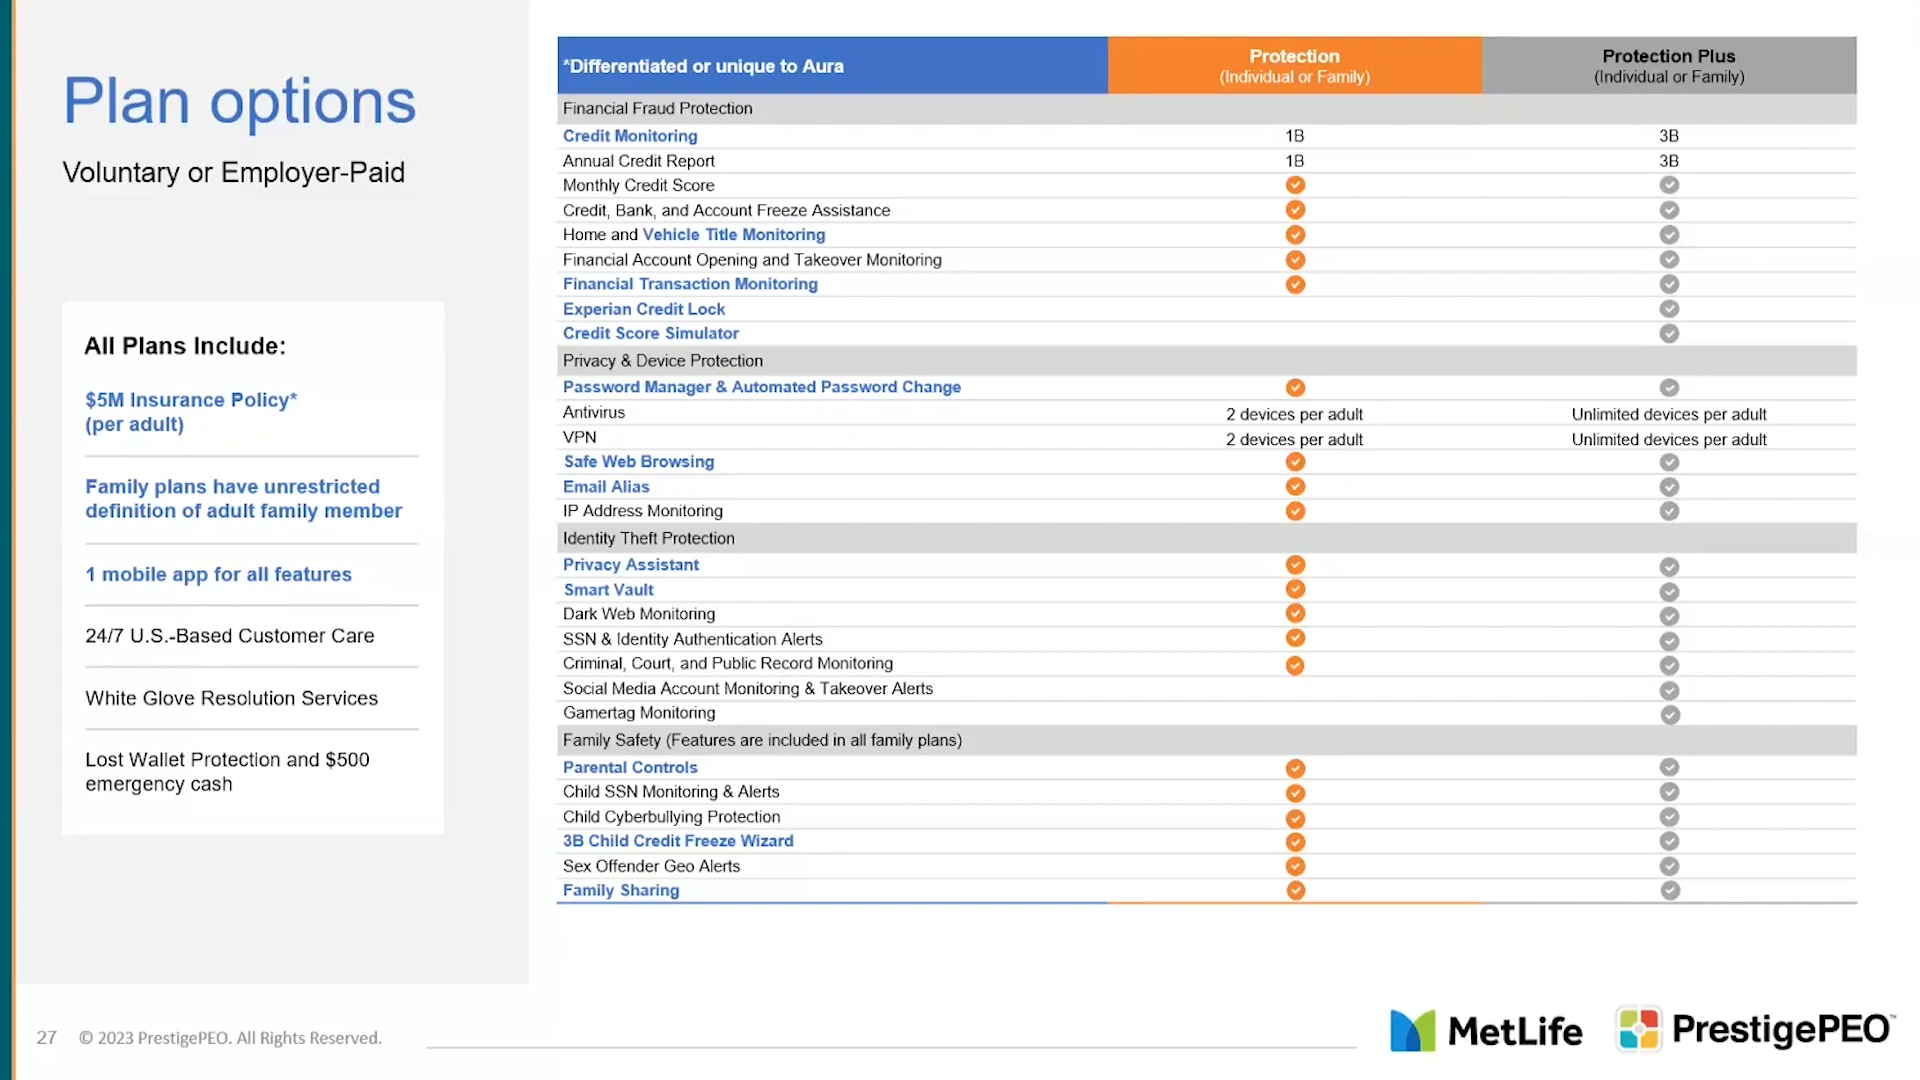 Plan options
Voluntary or Employer-Paid
All Plans Include:
$5M Insurance Policy*
(per adult)
Family plans have unrestricted
definition of adult family member
1 mobile app for all features
24/7 U.S.-Based Customer Care
White Glove Resolution Services
Lost Wallet Protection and $500
emergency cash
*Differentiated or unique to Aura Protection (Individual or Family) Protection Plus (Individual or Family)
Financial Fraud Protection
Credit Monitoring 1B 3B
Annual Credit Report 1B 3B
Monthly Credit Score
Credit, Bank, and Account Freeze Assistance
Home and Vehicle Title Monitoring
Financial Account Opening and Takeover Monitoring
Financial Transaction Monitoring
Experian Credit Lock
Credit Score Simulator
Privacy & Device Protection
Password Manager & Automated Password Change
Antivirus 2 devices per adult Unlimited devices per adult
VPN 2 devices per adult Unlimited devices per adult
Safe Web Browsing
Email Alias
IP Address Monitoring
Identity Theft Protection
Privacy Assistant
Smart Vault
Dark Web Monitoring
SSN & Identity Authentication Alerts
Criminal, Court, and Public Record Monitoring
Social Media Account Monitoring & Takeover Alerts
Gamertag Monitoring
Family Safety (Features are included in all family plans)
Parental Controls
Child SSN Monitoring & Alerts
Child Cyberbullying Protection
3B Child Credit Freeze Wizard
Sex Offender Geo Alerts
Family Sharing
27 © 2023 PrestigePEO. All Rights Reserved.
MetLife
PrestigePEO™